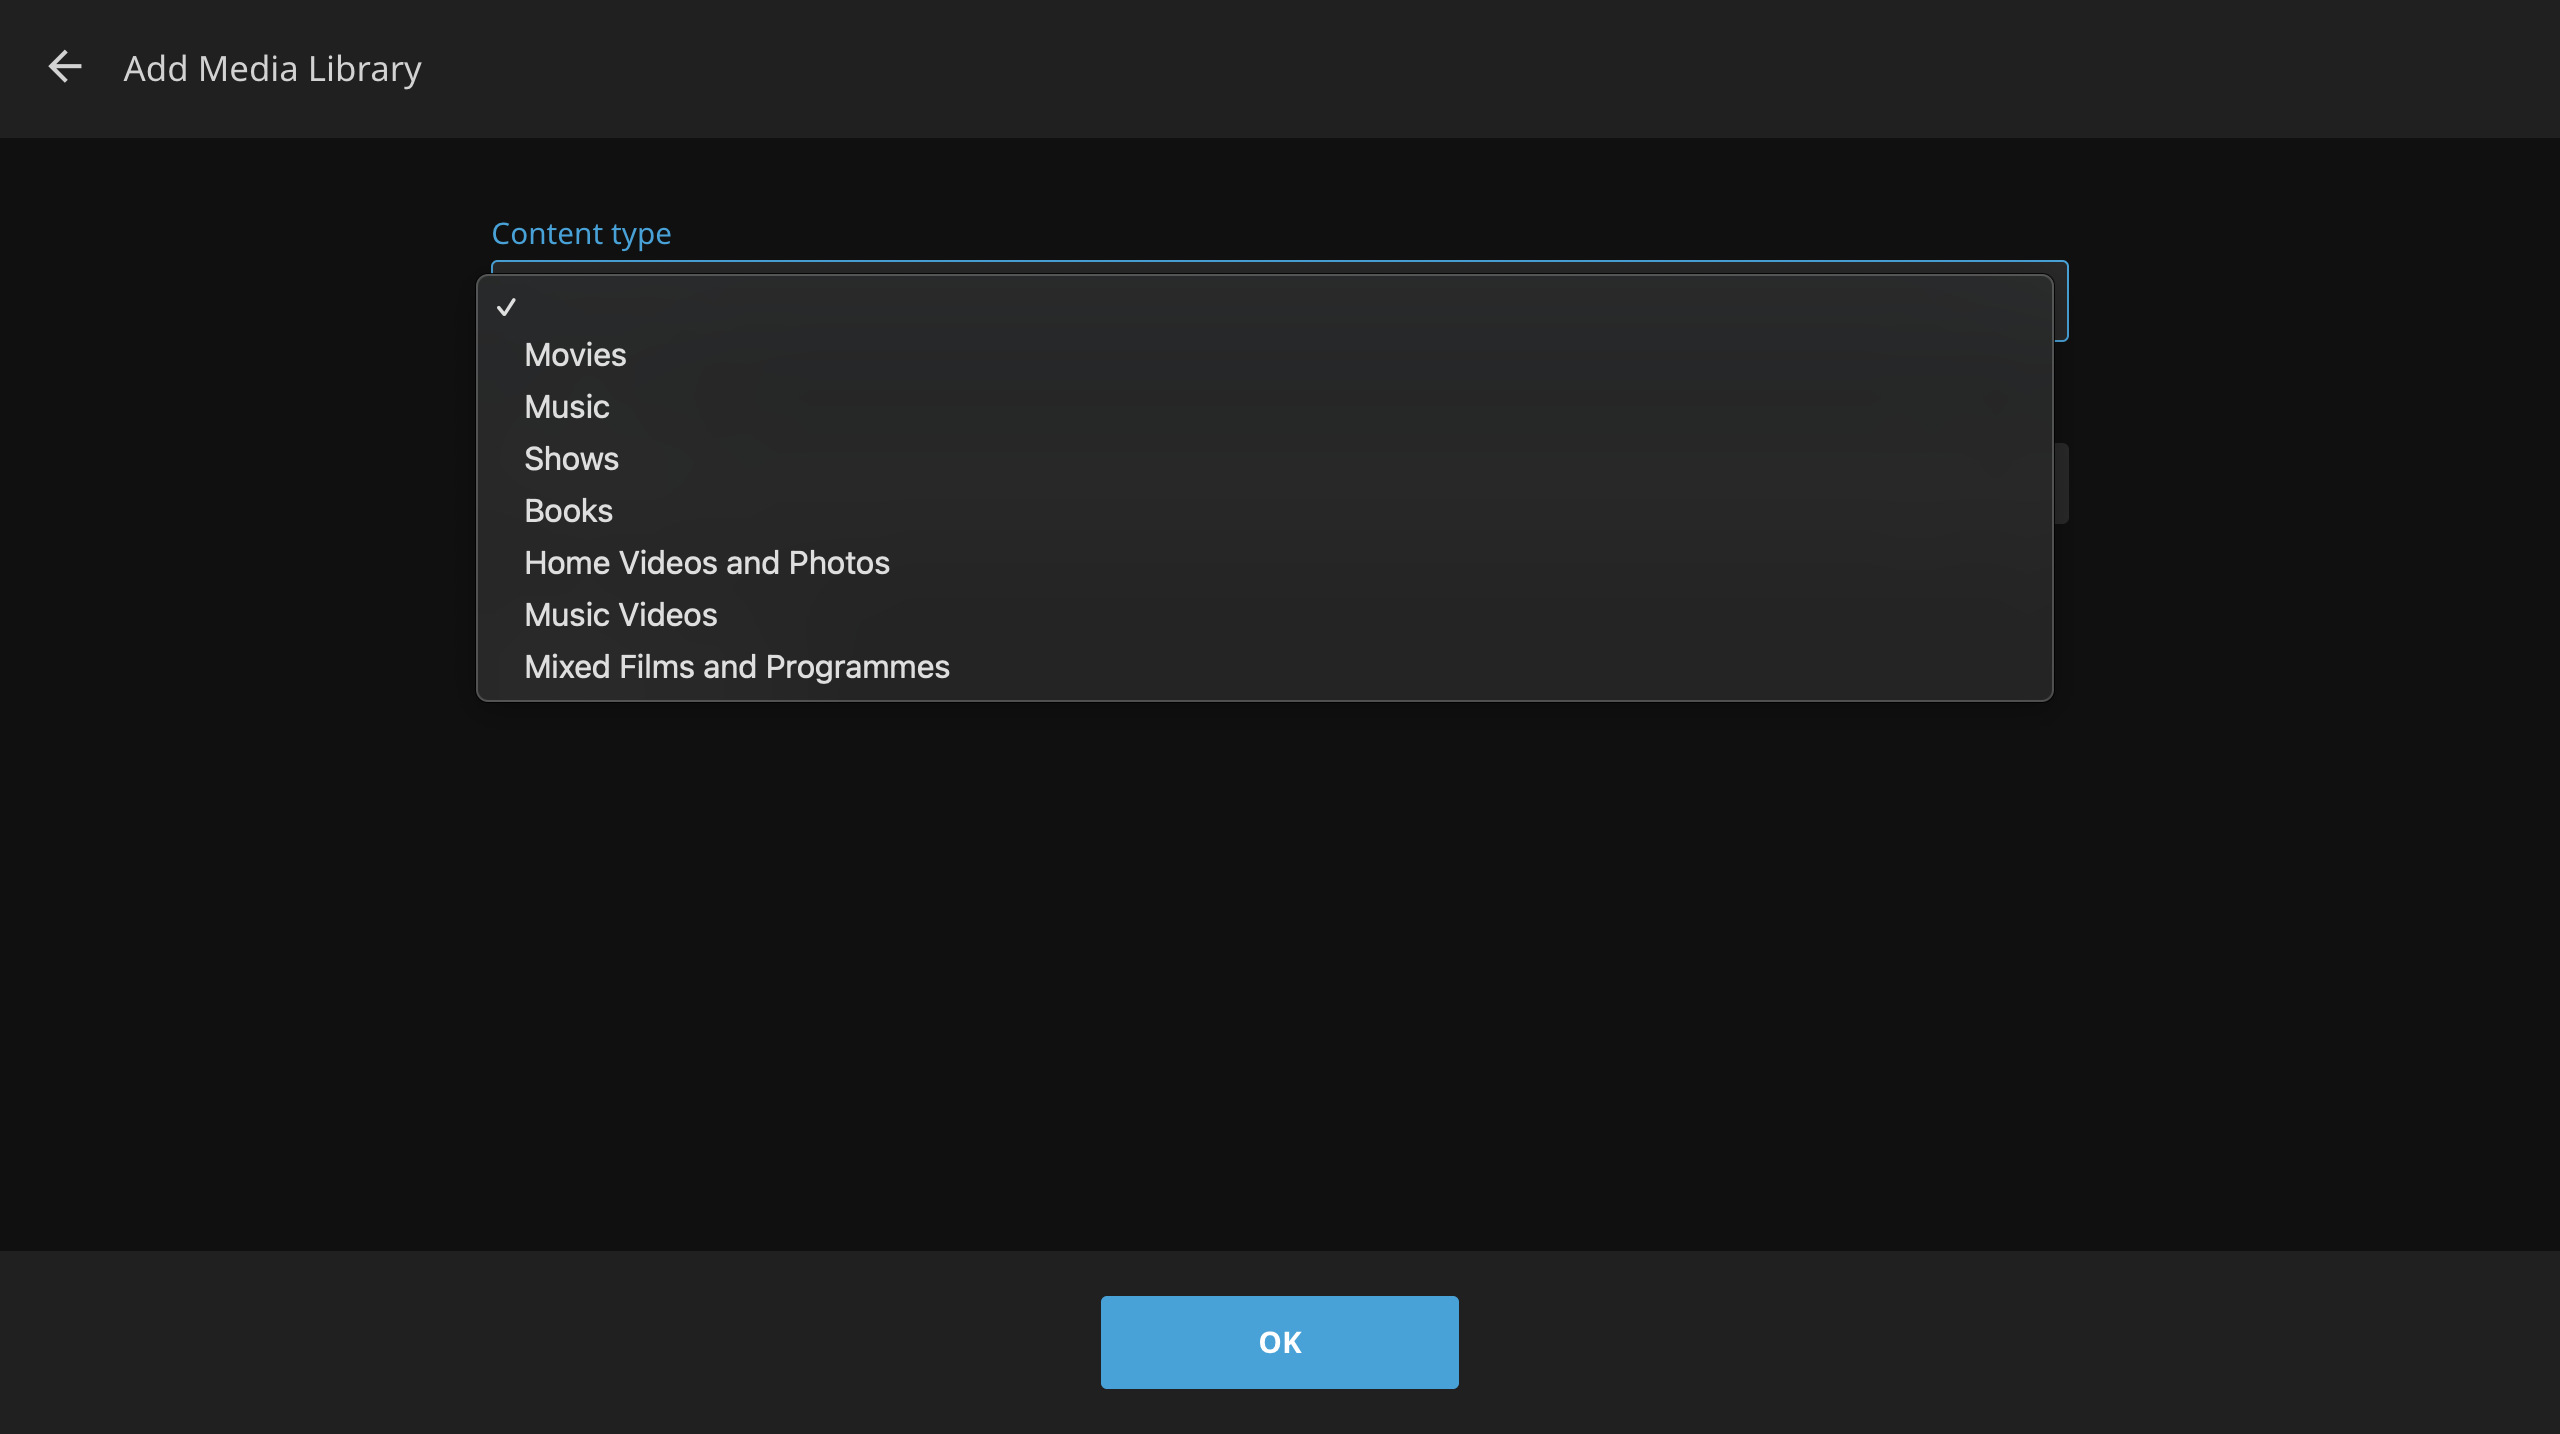 Add Media Library
Content type
Movies
Music
Shows
Books
Home Videos and Photos
Music Videos
Mixed Films and Programmes
OK